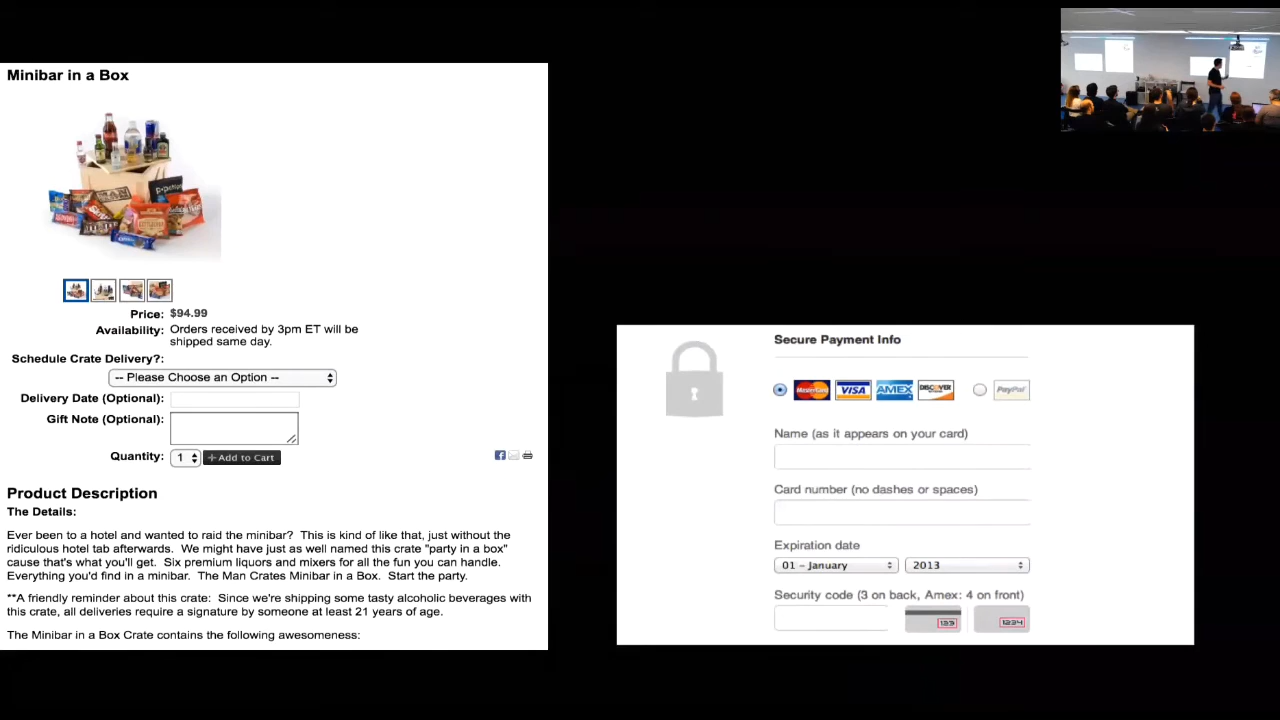 Minibar in a Box
MAN
Price: $94.99
Availability: Orders received by 3pm ET will be
shipped same day.
Schedule Crate Delivery?:
-- Please Choose an Option --
Delivery Date (Optional):
Gift Note (Optional):
Quantity: 1 + Add to Cart
Product Description
The Details:
Ever been to a hotel and wanted to raid the minibar? This is kind of like that, just without the
ridiculous hotel tab afterwards. We might have just as well named this crate "party in a box"
cause that's what you'll get. Six premium liquors and mixers for all the fun you can handle.
Everything you'd find in a minibar. The Man Crates Minibar in a Box. Start the party.
**A friendly reminder about this crate: Since we're shipping some tasty alcoholic beverages with
this crate, all deliveries require a signature by someone at least 21 years of age.
The Minibar in a Box Crate contains the following awesomeness:
Secure Payment Info
MasterCard VISA AMEX DISCOVER PayPal
Name (as it appears on your card)
Card number (no dashes or spaces)
Expiration date
01 – January 2013
Security code (3 on back, Amex: 4 on front)
123 1234